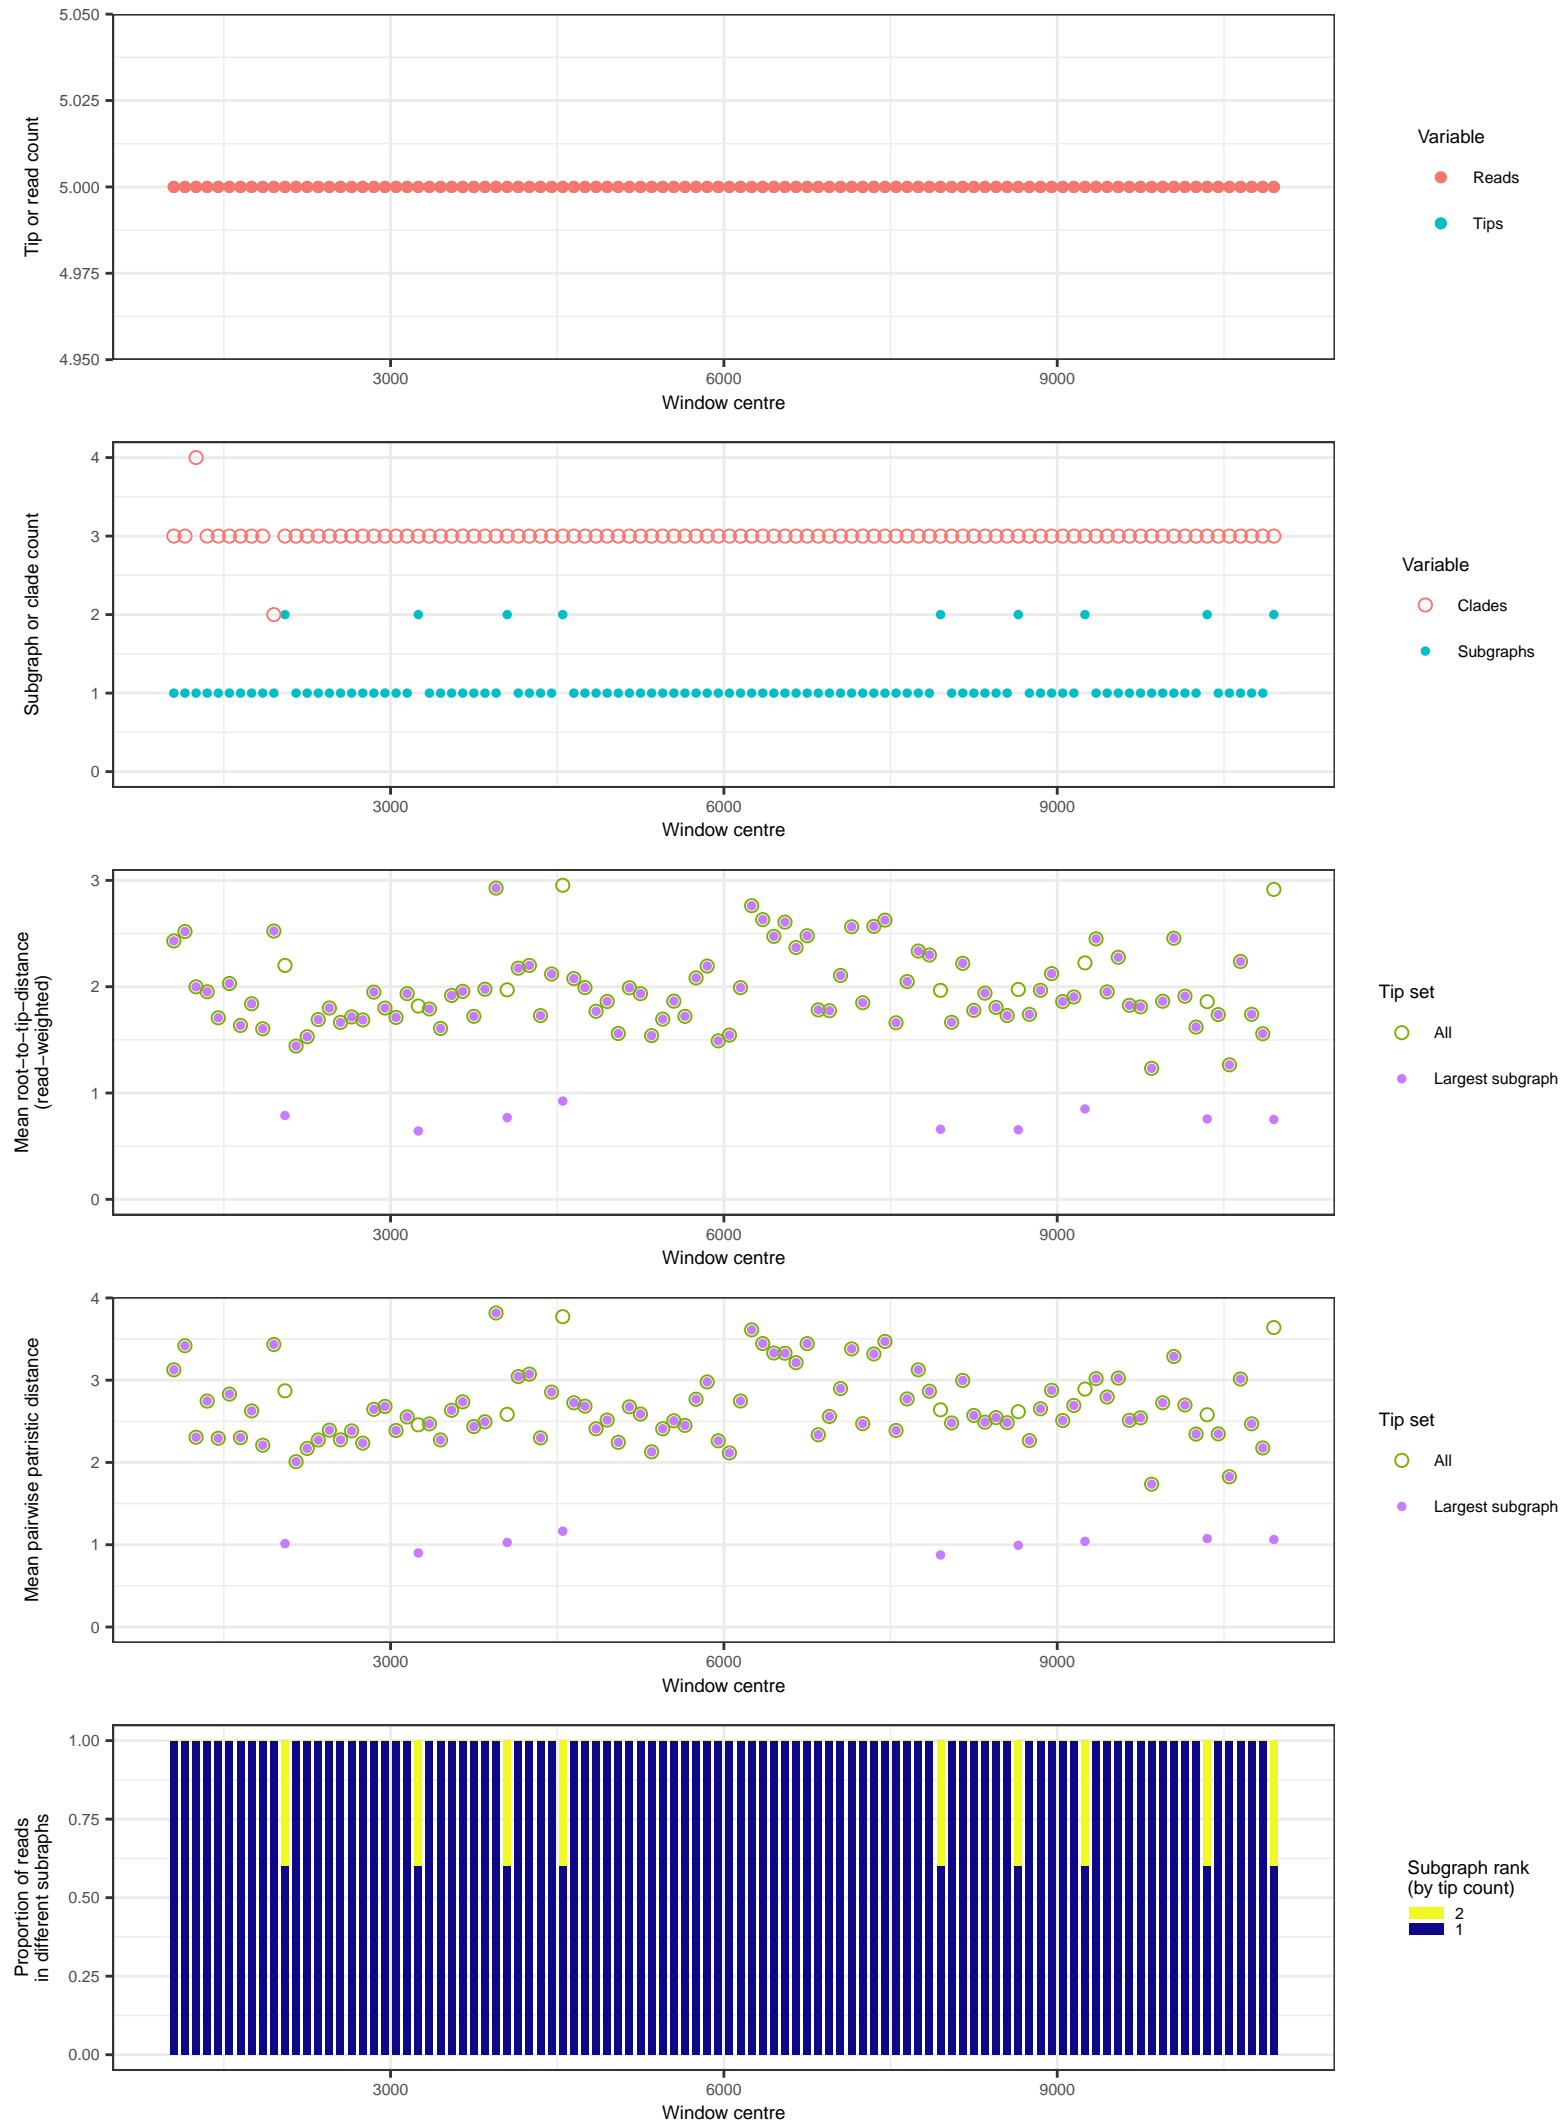 5.050
5.025
5.000
4.975
4.950
Tip or read count
3000
6000
9000
Window centre
Variable
Reads
Tips
4
3
2
1
0
Subgraph or clade count
3000
6000
9000
Window centre
Variable
Clades
Subgraphs
3
2
1
0
Mean root−to−tip−distance
(read−weighted)
3000
6000
9000
Window centre
Tip set
All
Largest subgraph
4
3
2
1
0
Mean pairwise patristic distance
3000
6000
9000
Window centre
Tip set
All
Largest subgraph
1.00
0.75
0.50
0.25
0.00
Proportion of reads
in different subraphs
3000
6000
9000
Window centre
Subgraph rank
(by tip count)
2
1